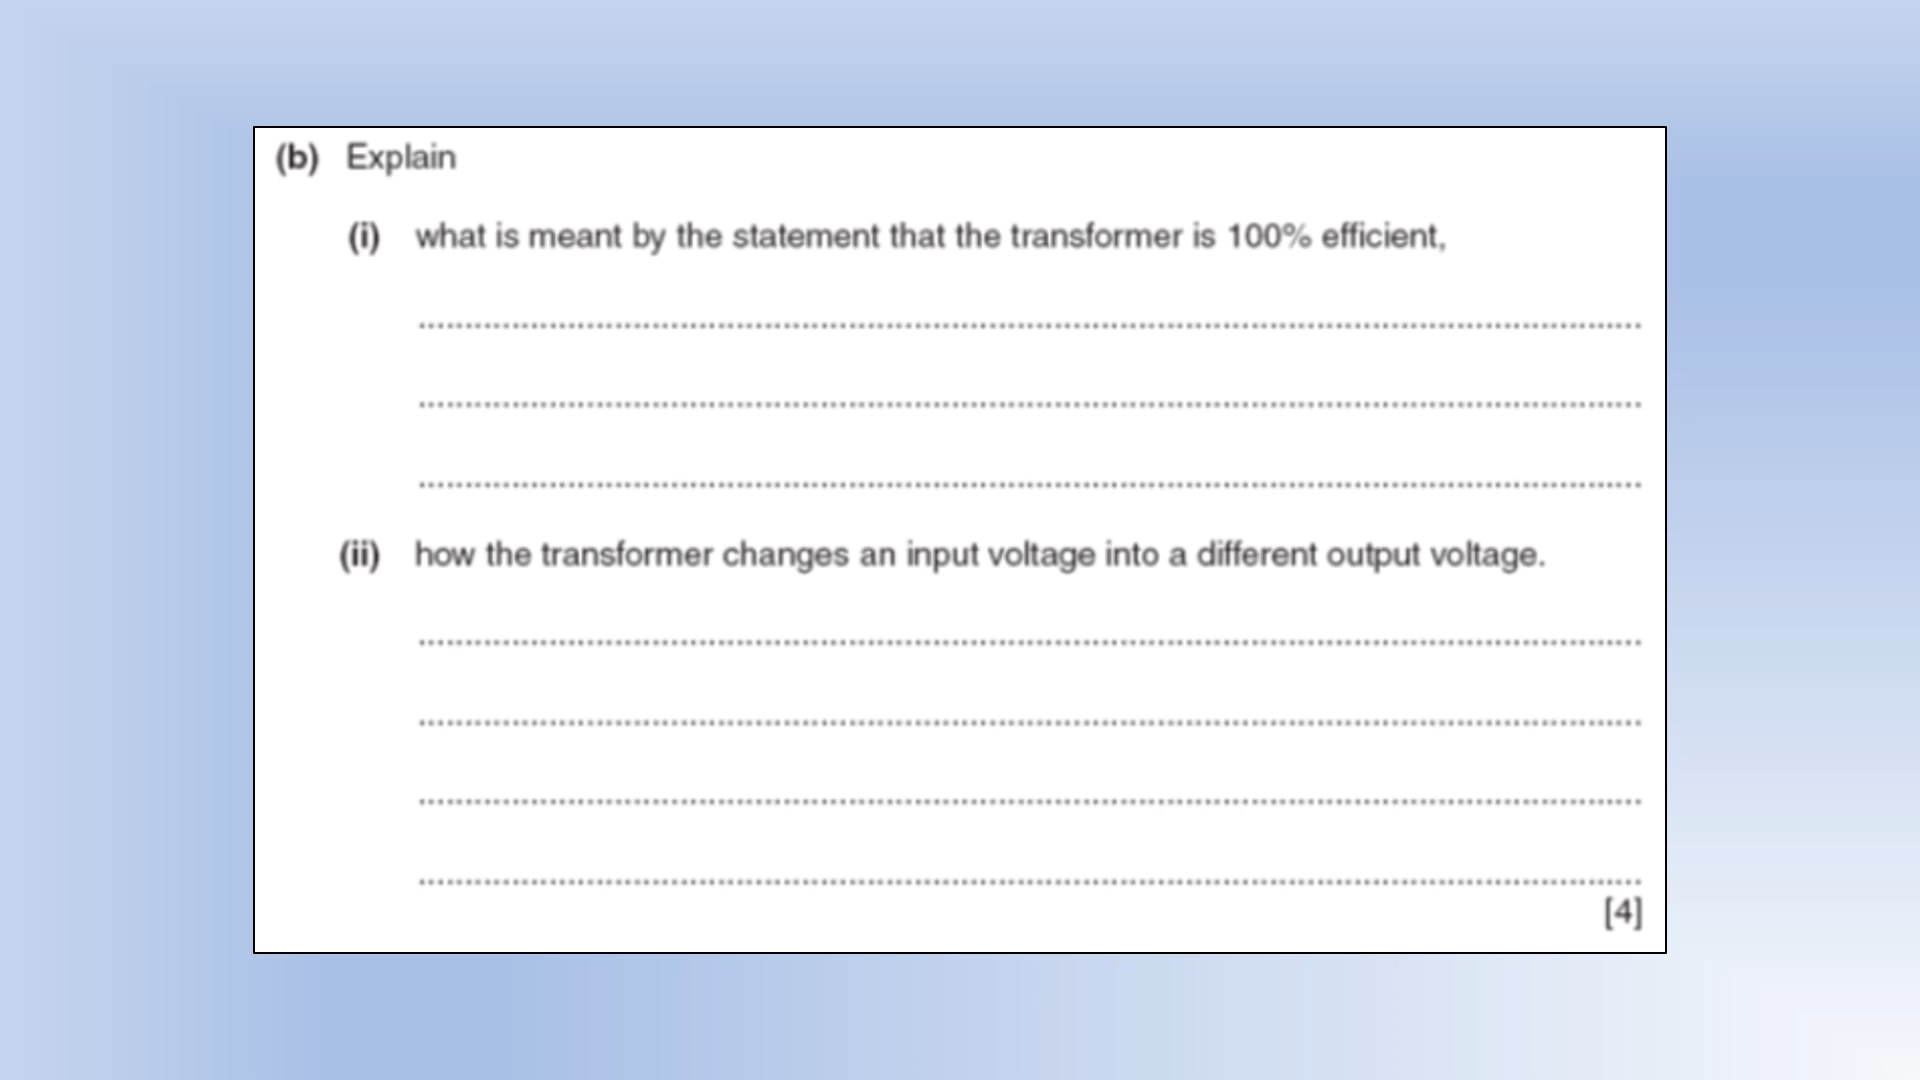 (b) Explain
(i) what is meant by the statement that the transformer is 100% efficient,
..........................................................................................
..........................................................................................
..........................................................................................
(ii) how the transformer changes an input voltage into a different output voltage.
..........................................................................................
..........................................................................................
..........................................................................................
..........................................................................................
[4]